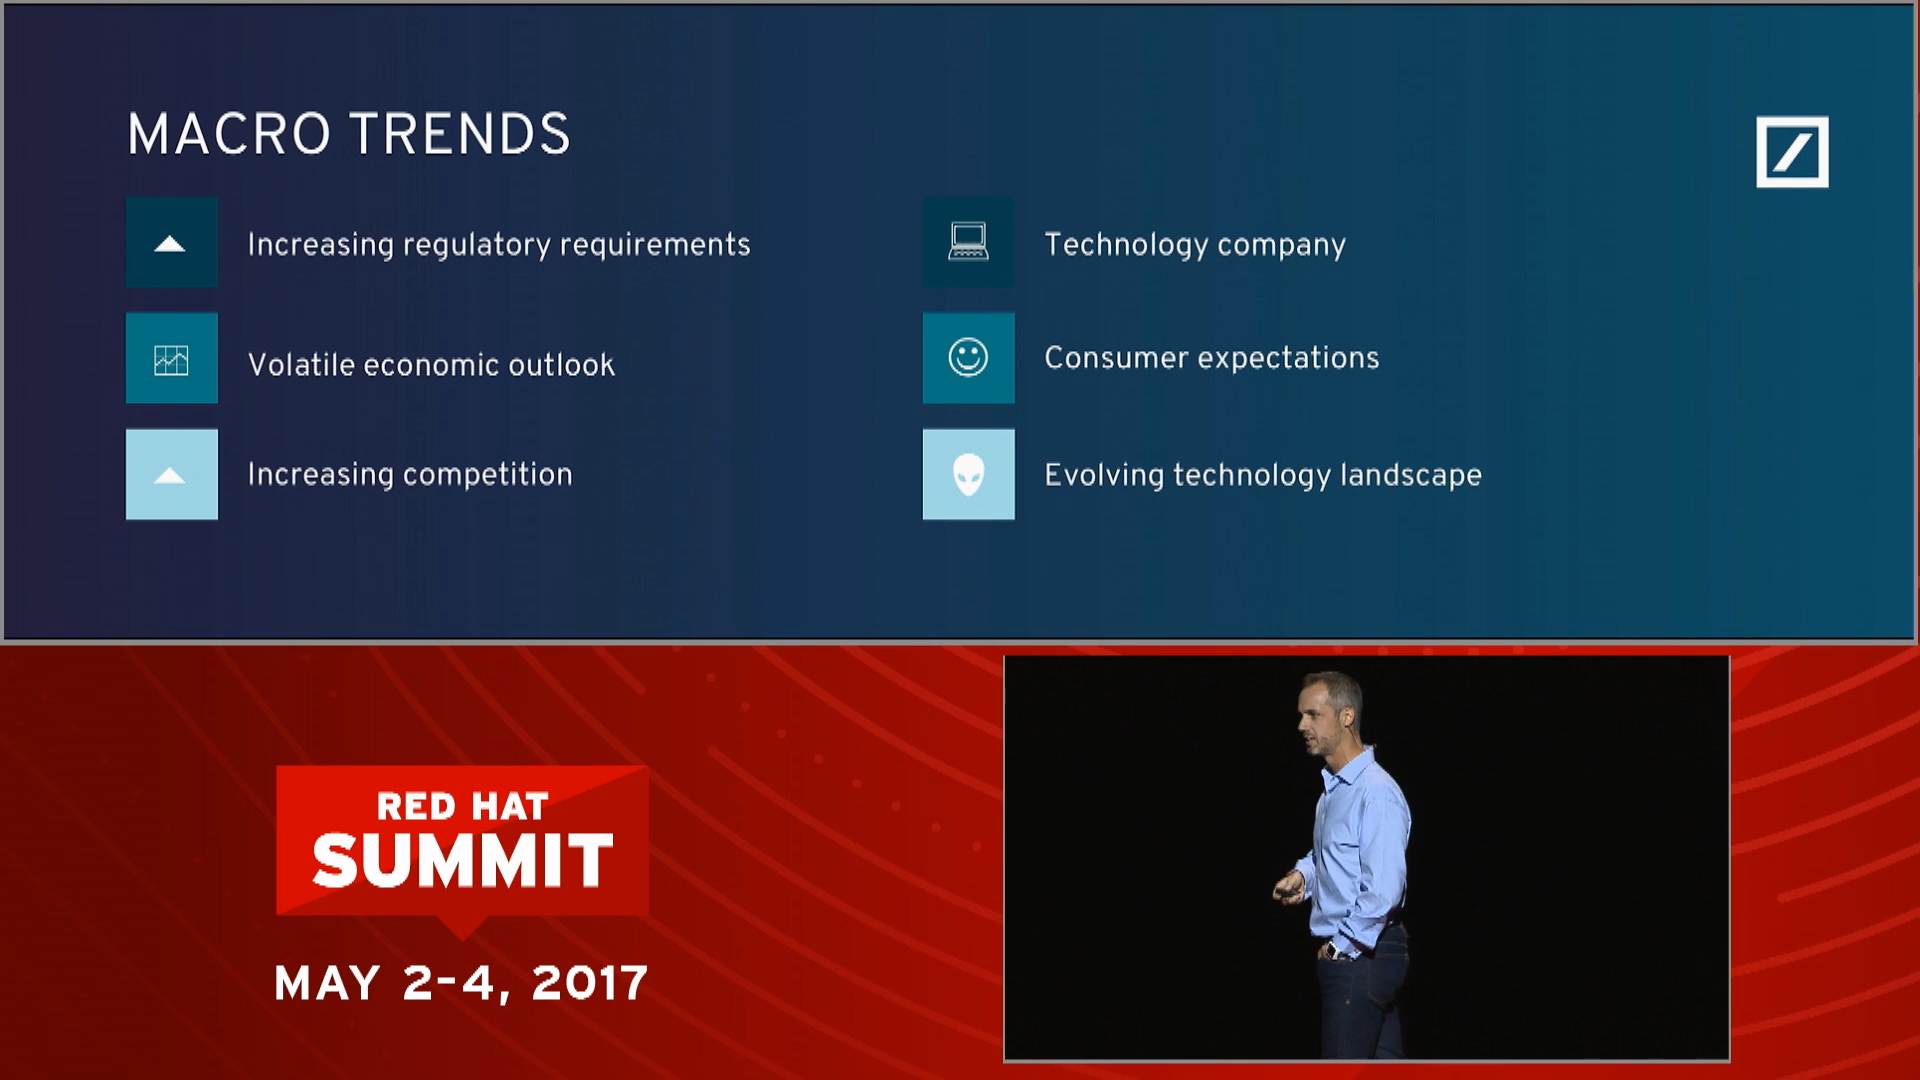 MACRO TRENDS
Increasing regulatory requirements
Volatile economic outlook
Increasing competition
Technology company
Consumer expectations
Evolving technology landscape
RED HAT
SUMMIT
MAY 2-4, 2017